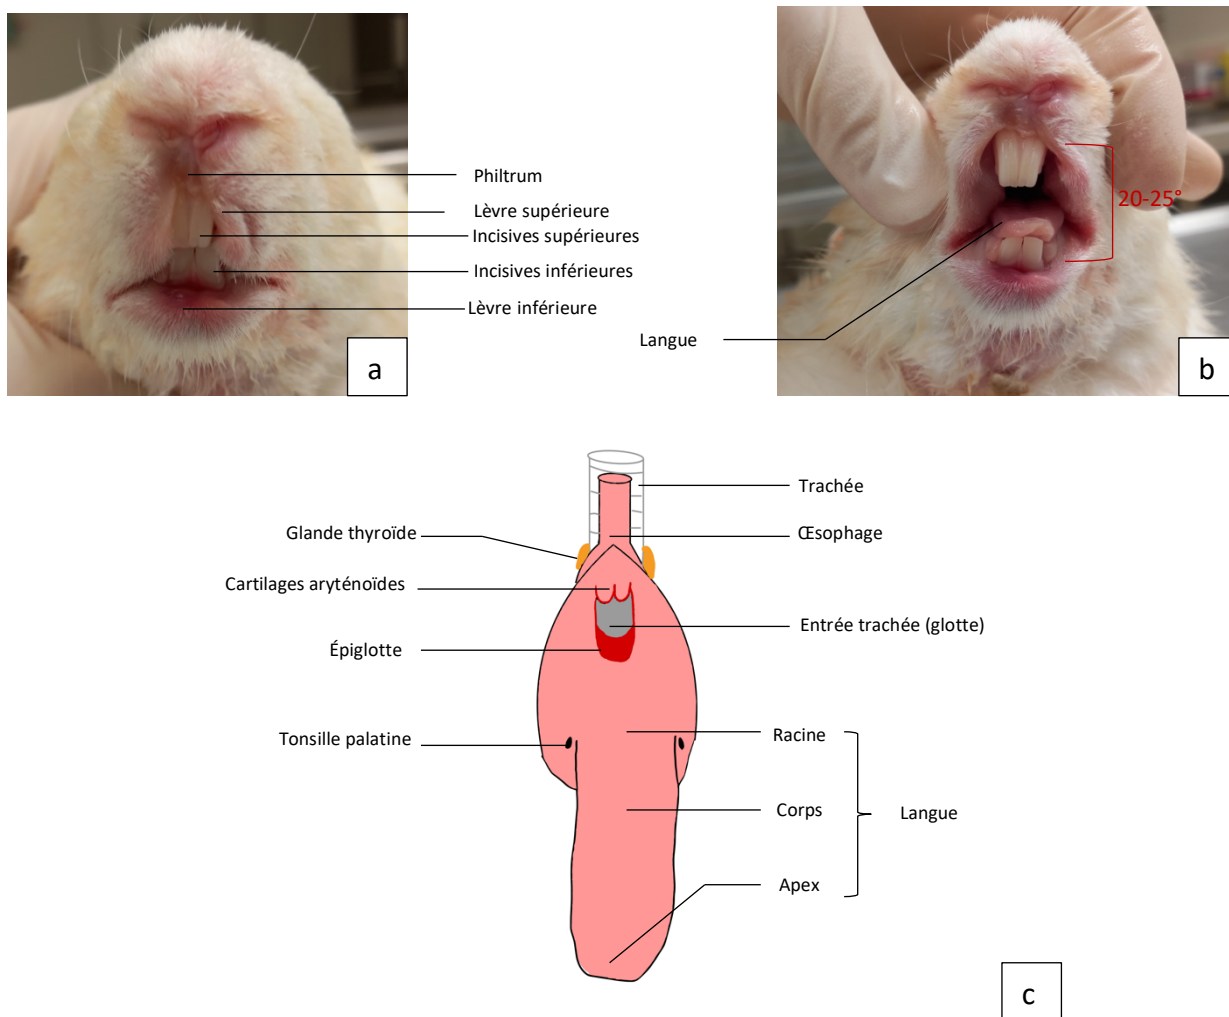 Philtrum
Lèvre supérieure
Incisives supérieures
Incisives inférieures
Lèvre inférieure
a
20-25°
Langue
b
Trachée
Glande thyroïde
Œsophage
Cartilages aryténoïdes
Entrée trachée (glotte)
Épiglotte
Racine
Tonsille palatine
Corps
Langue
Apex
c